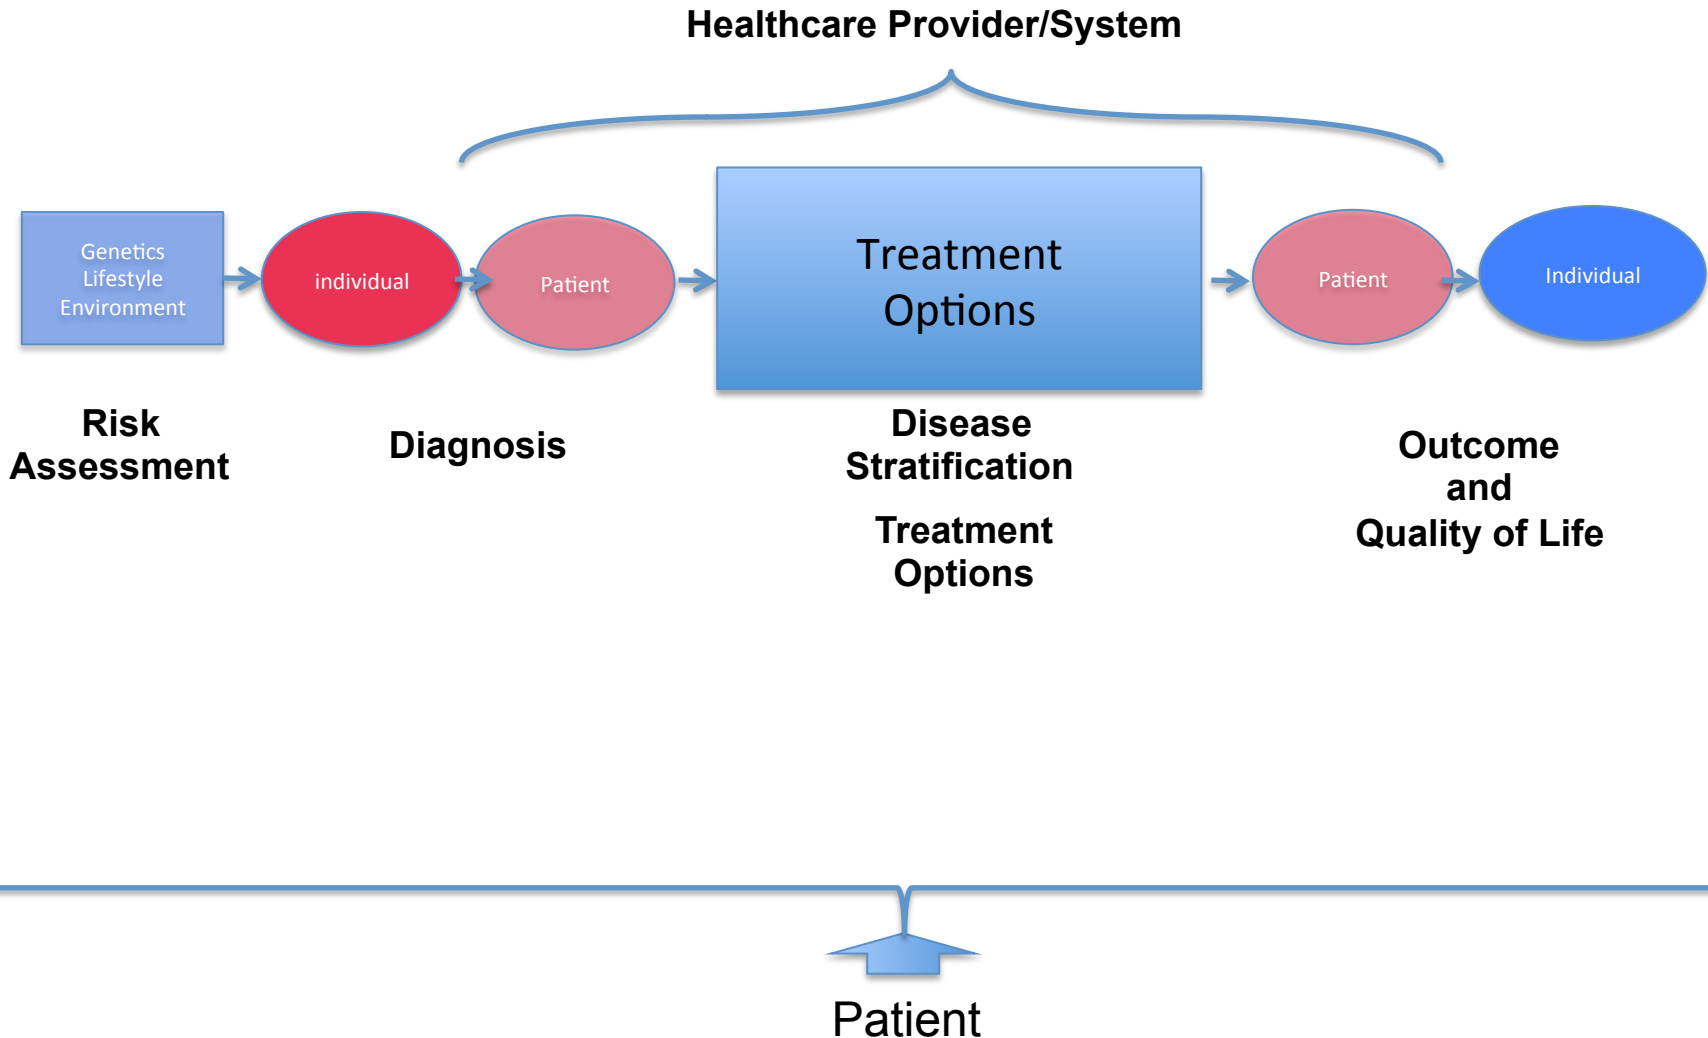 Healthcare Provider/System
Genetics
Lifestyle
Environment
individual
Patient
Treatment
Options
Patient
Individual
Risk
Assessment
Diagnosis
Disease
Stratification
Treatment
Options
Outcome
and
Quality of Life
Patient